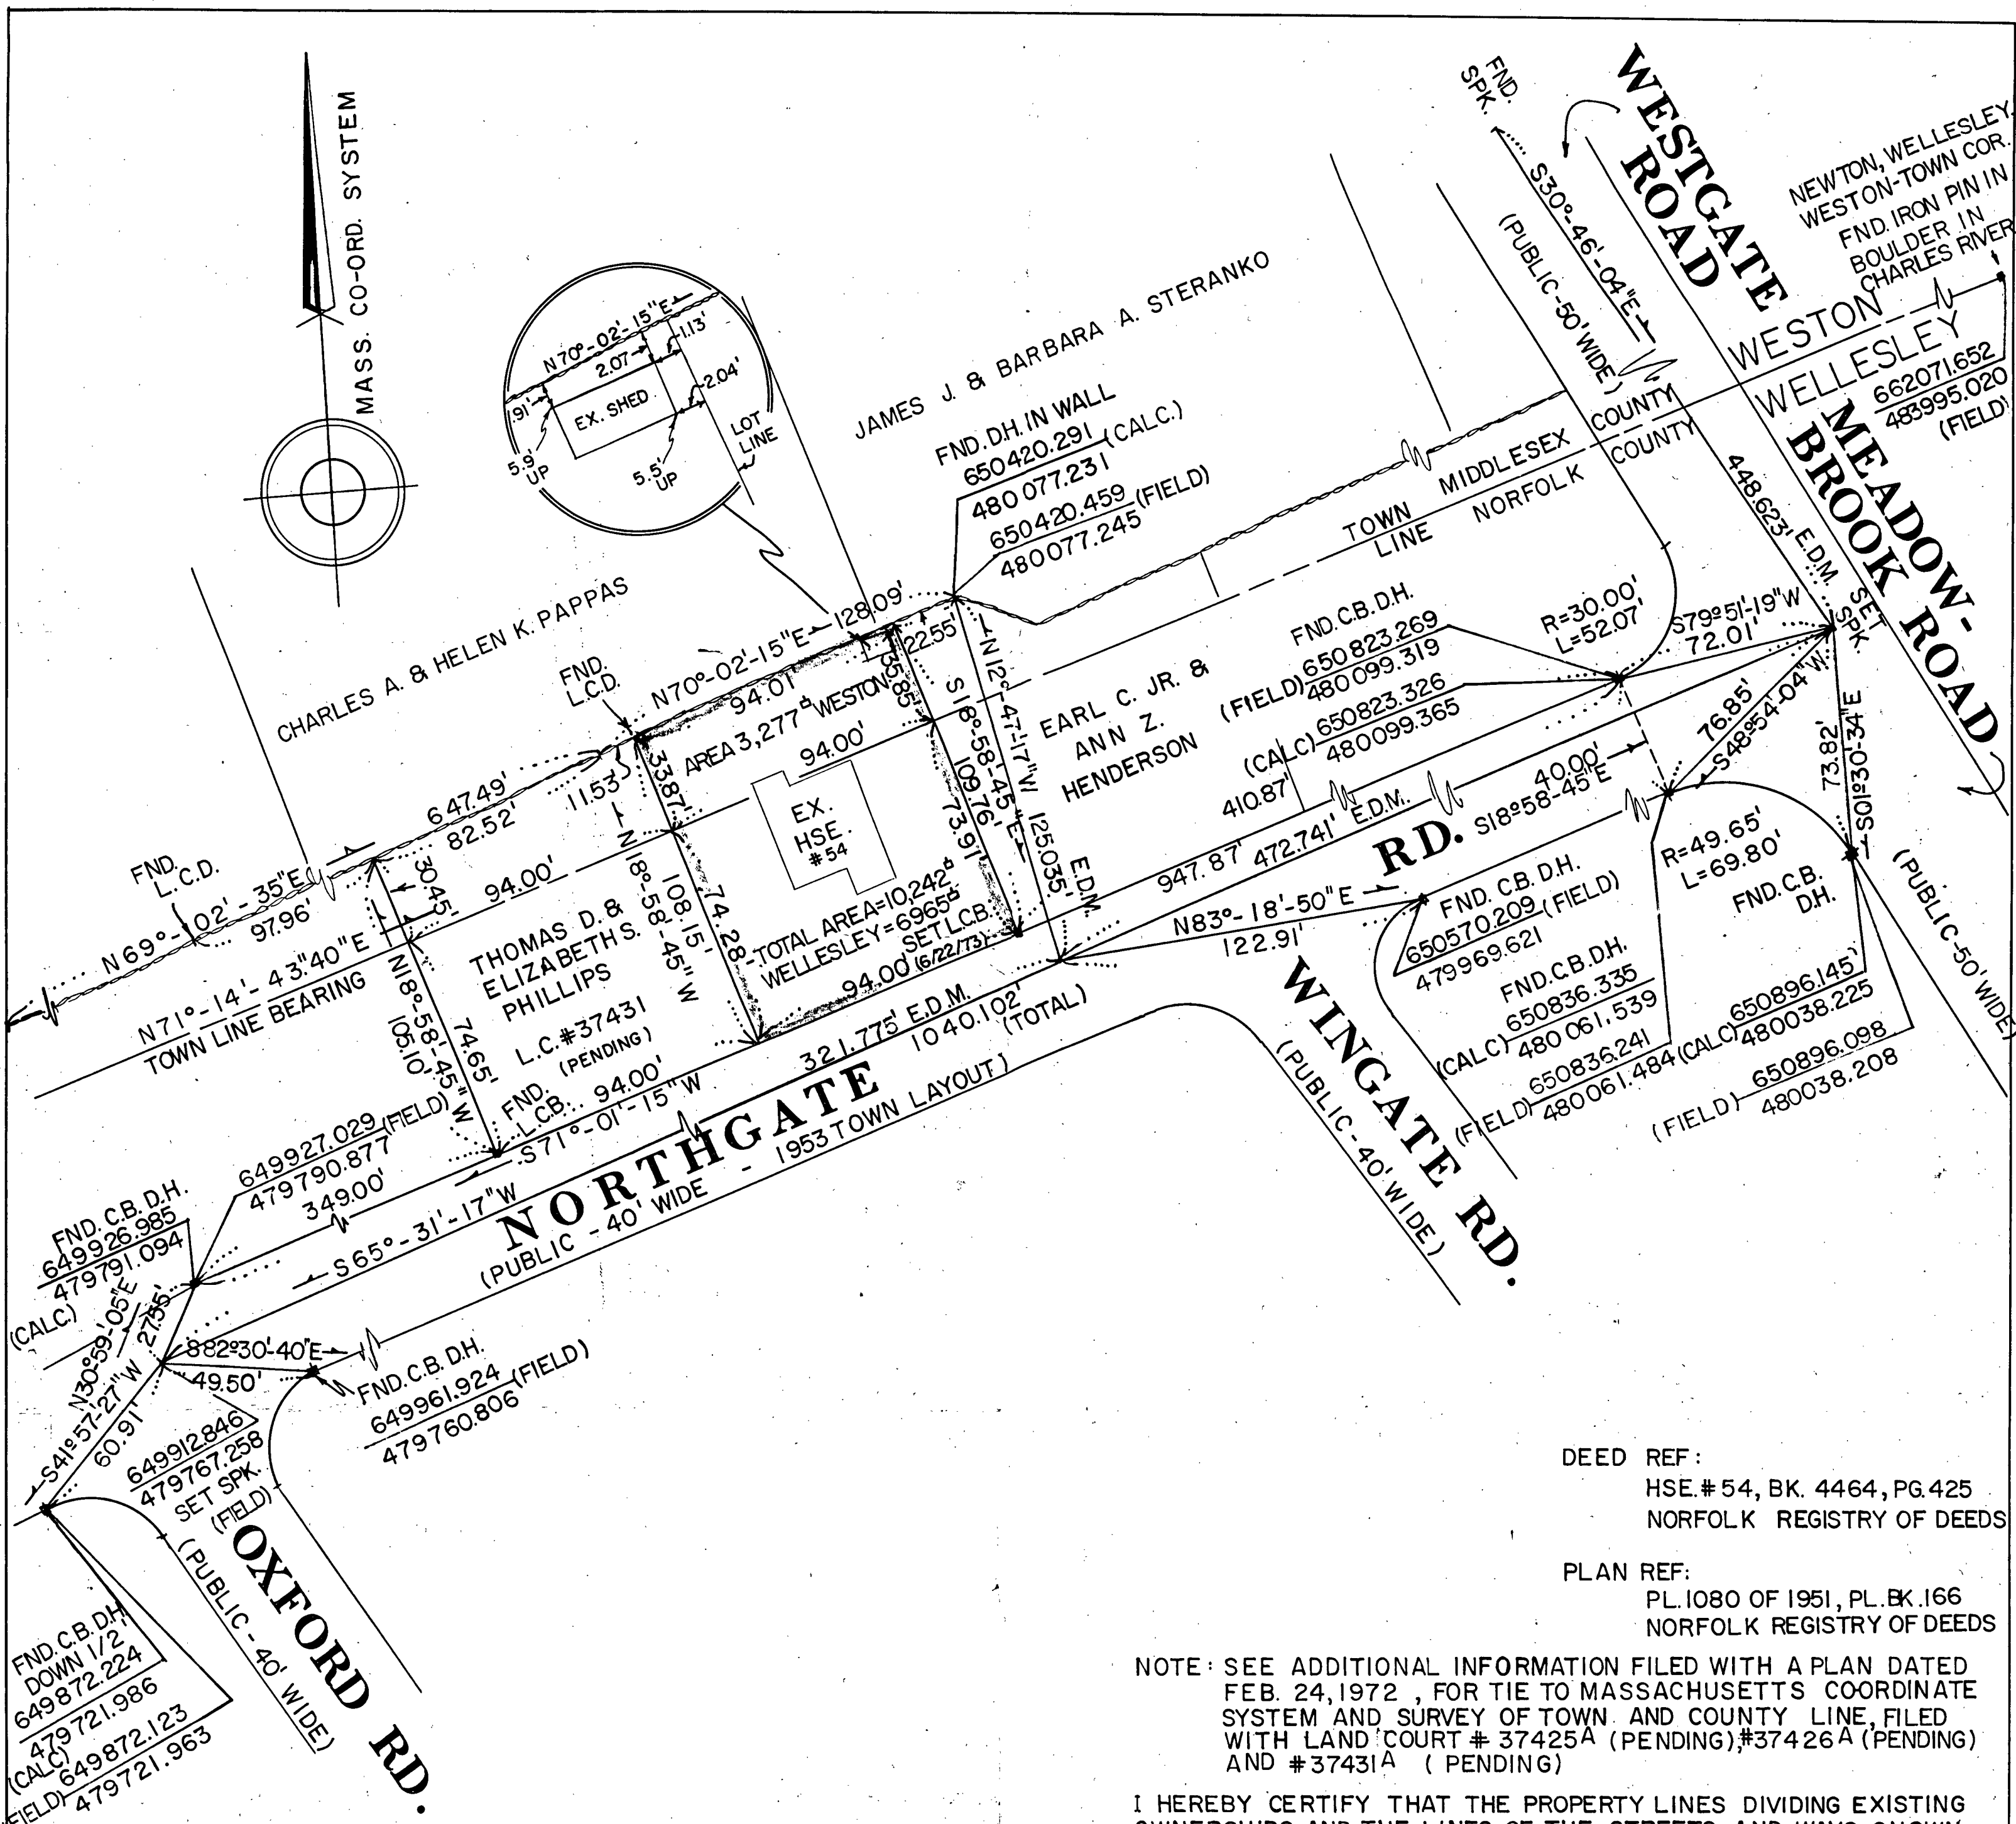 MASS. CO-ORD. SYSTEM
N70°-02'-15"E
2.07'
1.13'
.91'
EX. SHED
2.04'
5.9'
UP
5.5'
UP
LOT
LINE
JAMES J. & BARBARA A. STERANKO
FND. D.H. IN WALL
650420.291 (CALC.)
480077.231
650420.459 (FIELD)
480077.245
FND.
SPK.
S30°-46'-04"E
(PUBLIC-50' WIDE)
WESTGATE
ROAD
NEWTON, WELLESLEY,
WESTON-TOWN COR.
FND. IRON PIN IN
BOULDER IN
CHARLES RIVER
WESTON
WELLESLEY
662071.652
483995.020
(FIELD)
MEADOW-
BROOK ROAD
MIDDLESEX COUNTY
NORFOLK COUNTY
TOWN
LINE
448.623' E.D.M.
SET
SPK.
CHARLES A. & HELEN K. PAPPAS
FND.
L.C.D.
N70°-02'-15"E
128.09'
94.01'
22.55'
AREA 3,277 WESTON
94.00'
35.85'
33.87'
11.53'
647.49'
82.52'
FND.
L.C.D.
N69°-02'-35"E
97.96'
30.45'
94.00'
N71°-14'-43.40"E
TOWN LINE BEARING
N18°-58'-45"W
105.10'
74.65'
THOMAS D. &
ELIZABETH S.
PHILLIPS
L.C.#37431
(PENDING)
FND.
L.C.B.
94.00'
S71°-01'-15"W
N18°-58'-45"W
108.15'
74.28'
EX.
HSE.
#54
TOTAL AREA=10,242
WELLESLEY=6965
SET L.C.B.
(6/22/73)
94.00'
S18°-58'-45"E
109.76'
73.91'
N12°-47'-17"W
125.035'
E.D.M.
EARL C. JR. &
ANN Z.
HENDERSON
FND. C.B. D.H.
(FIELD) 650823.269
480099.319
(CALC) 650823.326
480099.365
R=30.00'
L=52.07'
S79°51'-19"W
72.01'
76.85'
S48°54'-04"W
73.82'
S01°30'-34"E
410.87'
40.00'
S18°58-45"E
947.87'
472.741' E.D.M.
N83°-18'-50"E
122.91'
R=49.65'
L=69.80'
FND. C.B.
D.H.
(PUBLIC-50' WIDE)
FND. C.B. D.H.
650570.209 (FIELD)
479969.621
FND. C.B. D.H.
(CALC) 650836.335
480061.539
(FIELD) 650836.241
480061.484
(CALC) 650896.145
480038.225
(FIELD) 650896.098
480038.208
321.775' E.D.M.
1040.102'
(TOTAL)
NORTHGATE RD.
(PUBLIC - 40' WIDE - 1953 TOWN LAYOUT)
WINGATE RD.
(PUBLIC-40' WIDE)
649927.029 (FIELD)
479790.877
349.00'
S65°-31'-17"W
FND. C.B. D.H.
649926.985
479791.094
(CALC.)
N30°59'-05"E
27.55'
S82°30'-40"E
49.50'
S41°57'-27"W
60.91'
FND. C.B. D.H.
649961.924 (FIELD)
479760.806
649912.846
479767.258
SET SPK.
(FIELD)
OXFORD RD.
(PUBLIC - 40' WIDE)
FND. C.B. D.H.
DOWN 1/2'
649872.224
479721.986
(CALC)
649872.123
(FIELD)
479721.963
DEED REF:
HSE.#54, BK. 4464, PG.425
NORFOLK REGISTRY OF DEEDS
PLAN REF:
PL.1080 OF 1951, PL.BK.166
NORFOLK REGISTRY OF DEEDS
NOTE: SEE ADDITIONAL INFORMATION FILED WITH A PLAN DATED
FEB. 24,1972 , FOR TIE TO MASSACHUSETTS COORDINATE
SYSTEM AND SURVEY OF TOWN AND COUNTY LINE, FILED
WITH LAND COURT # 37425A (PENDING),#37426A (PENDING)
AND #37431A ( PENDING)
I HEREBY CERTIFY THAT THE PROPERTY LINES DIVIDING EXISTING
OWNERSHIPS AND THE LINES OF THE STREETS AND WAYS SHOWN